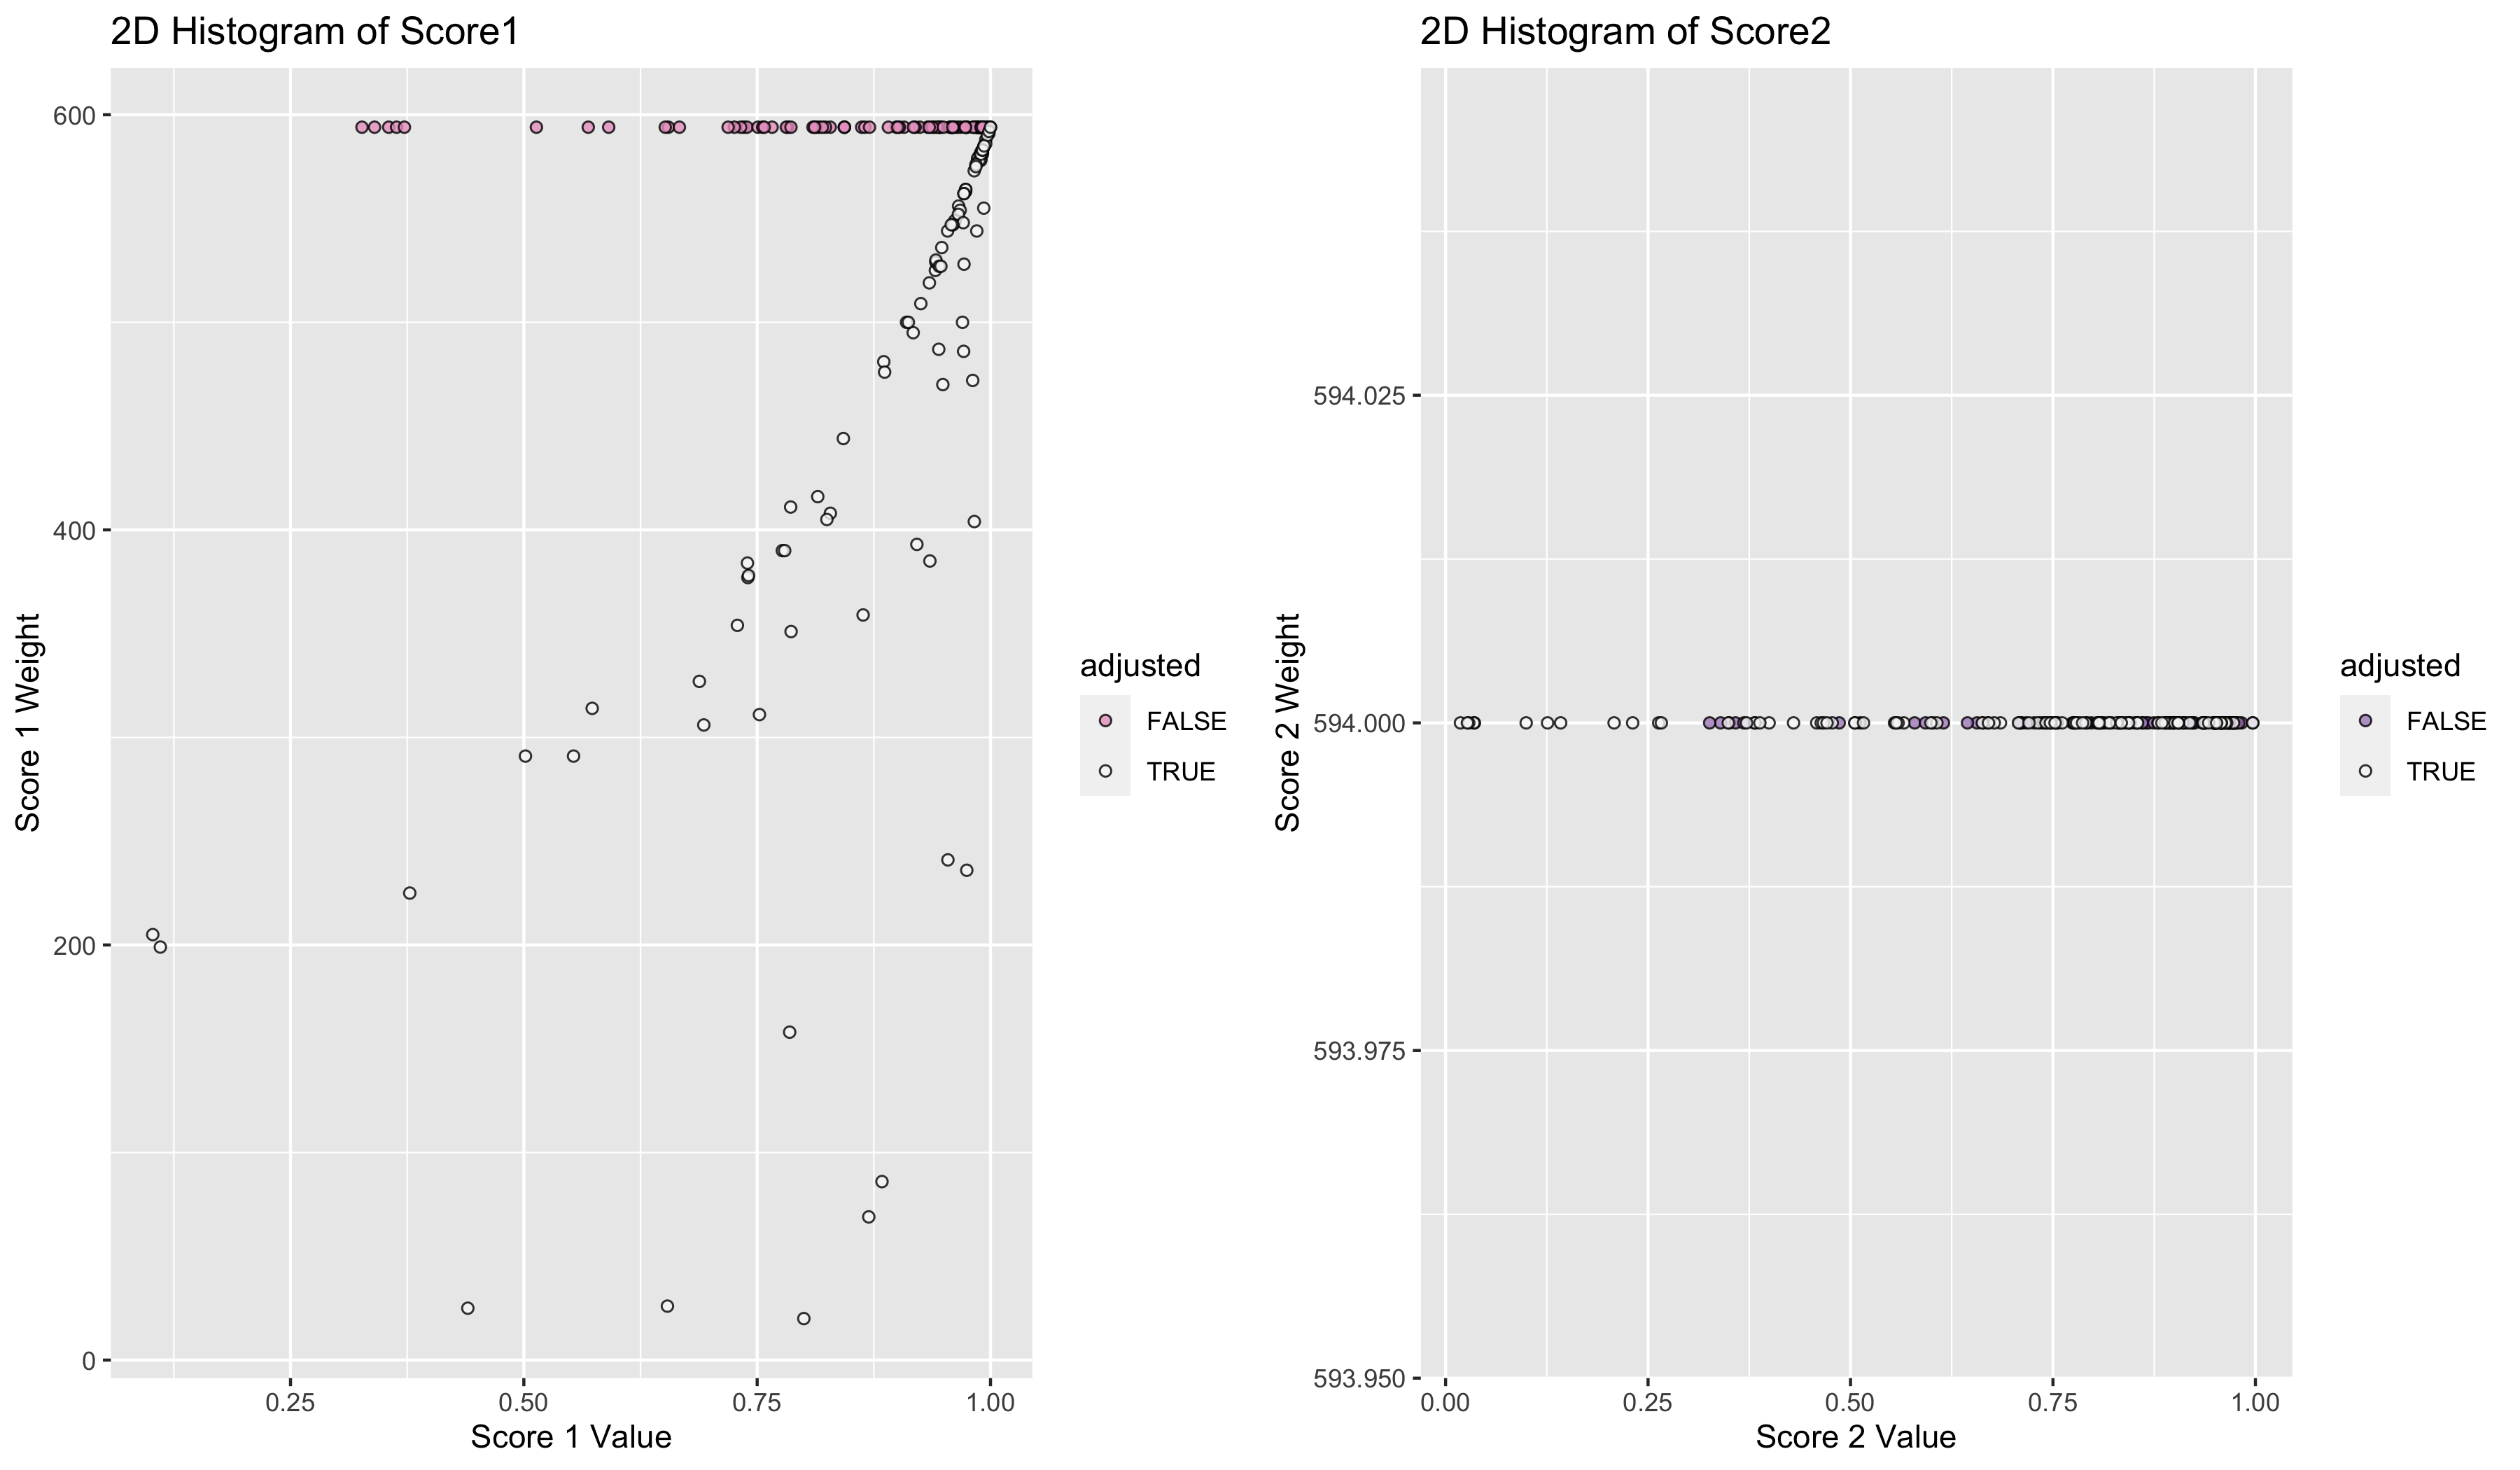 2D Histogram of Score1
600
400
200
0
Score 1 Weight
0.25 0.50 0.75 1.00
Score 1 Value
adjusted
FALSE
TRUE
2D Histogram of Score2
594.025
594.000
593.975
593.950
Score 2 Weight
0.00 0.25 0.50 0.75 1.00
Score 2 Value
adjusted
FALSE
TRUE